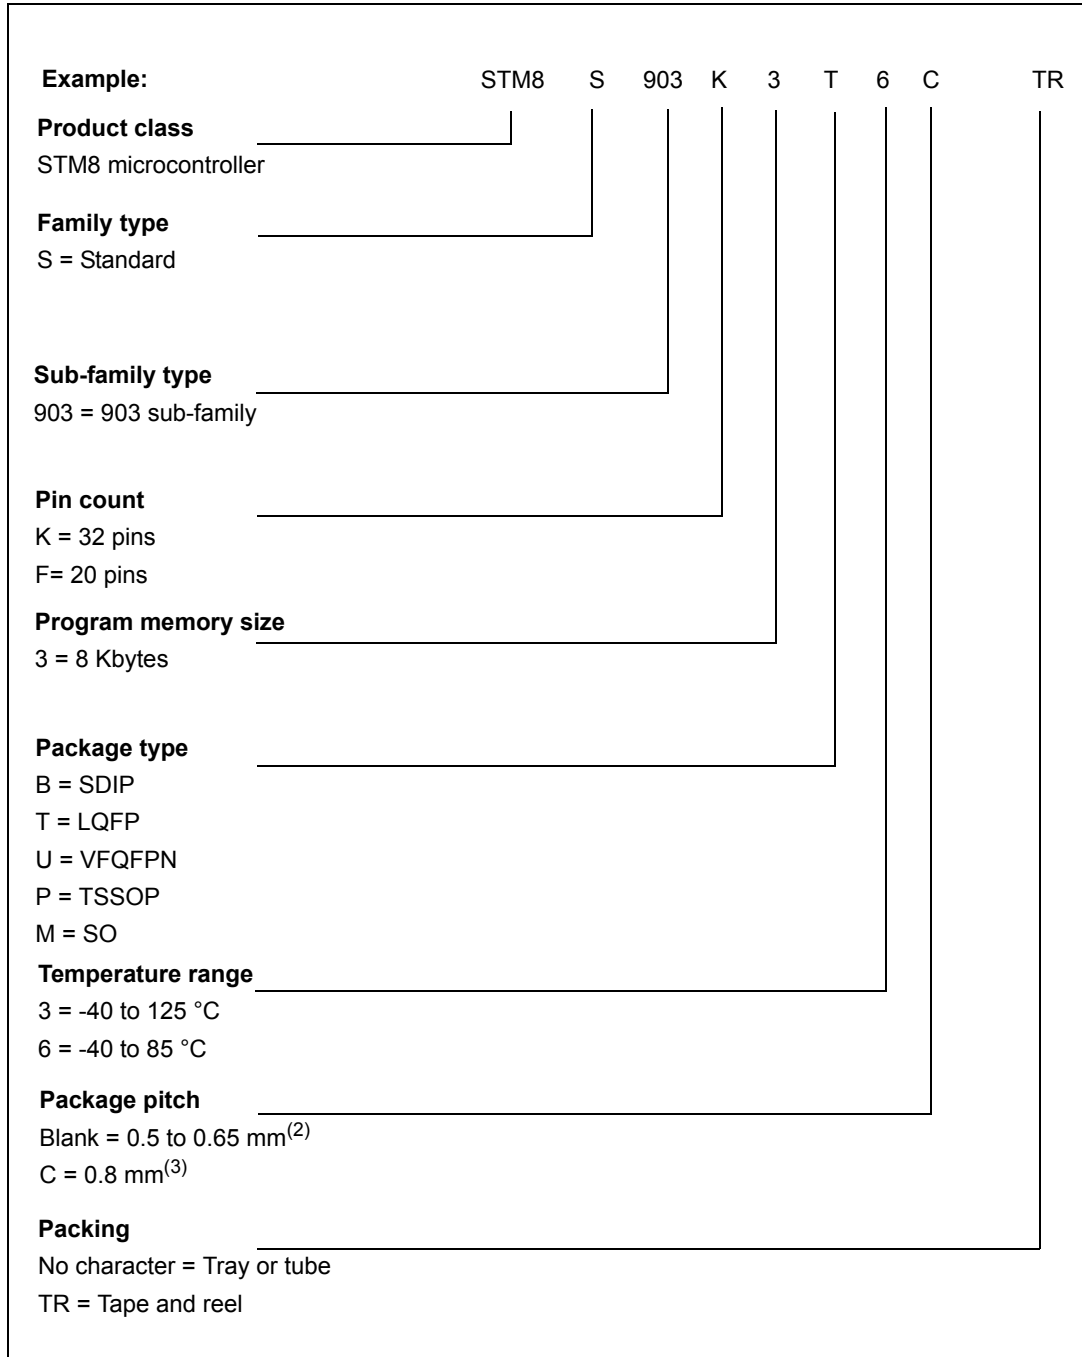 Example: STM8 S 903 K 3 T 6 C TR
Product class
STM8 microcontroller
Family type
S = Standard
Sub-family type
903 = 903 sub-family
Pin count
K = 32 pins
F= 20 pins
Program memory size
3 = 8 Kbytes
Package type
B = SDIP
T = LQFP
U = VFQFPN
P = TSSOP
M = SO
Temperature range
3 = -40 to 125 °C
6 = -40 to 85 °C
Package pitch
Blank = 0.5 to 0.65 mm(2)
C = 0.8 mm(3)
Packing
No character = Tray or tube
TR = Tape and reel